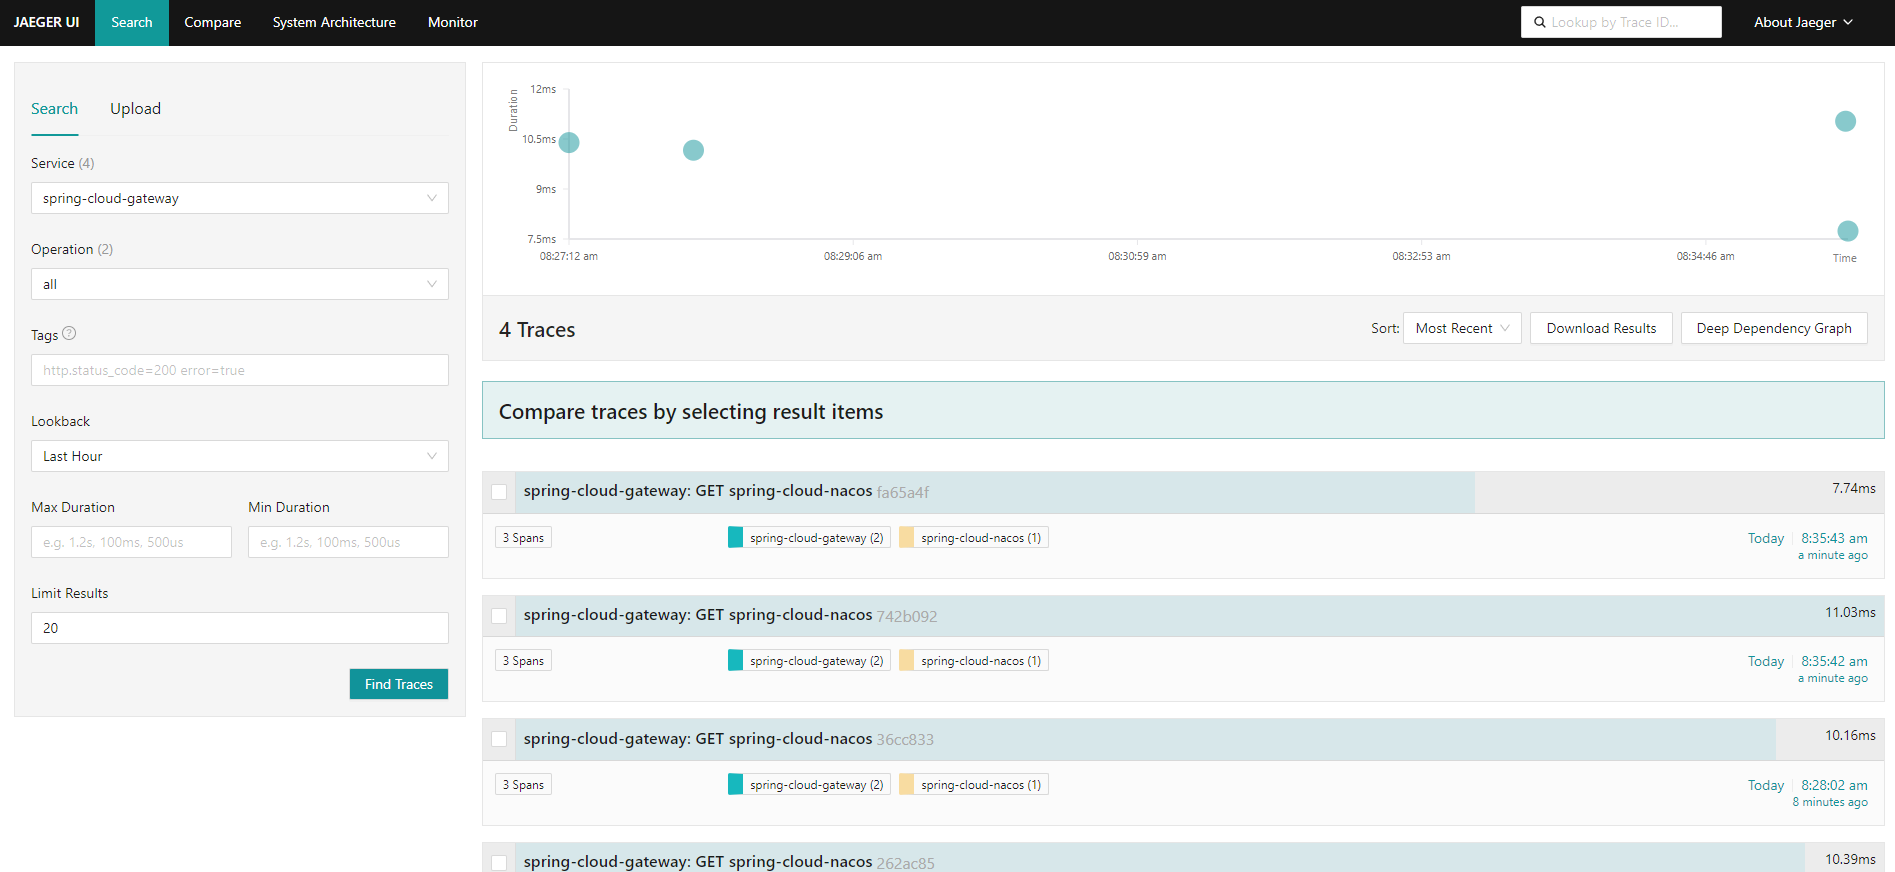 JAEGER UI Search Compare System Architecture Monitor Lookup by Trace ID... About Jaeger
Search Upload
Service (4)
spring-cloud-gateway
Operation (2)
all
Tags ?
http.status_code=200 error=true
Lookback
Last Hour
Max Duration Min Duration
e.g. 1.2s, 100ms, 500us e.g. 1.2s, 100ms, 500us
Limit Results
20
Find Traces
Duration
12ms
10.5ms
9ms
7.5ms
08:27:12 am 08:29:06 am 08:30:59 am 08:32:53 am 08:34:46 am Time
4 Traces Sort: Most Recent Download Results Deep Dependency Graph
Compare traces by selecting result items
spring-cloud-gateway: GET spring-cloud-nacos fa65a4f 7.74ms
3 Spans spring-cloud-gateway (2) spring-cloud-nacos (1) Today 8:35:43 am
a minute ago
spring-cloud-gateway: GET spring-cloud-nacos 742b092 11.03ms
3 Spans spring-cloud-gateway (2) spring-cloud-nacos (1) Today 8:35:42 am
a minute ago
spring-cloud-gateway: GET spring-cloud-nacos 36cc833 10.16ms
3 Spans spring-cloud-gateway (2) spring-cloud-nacos (1) Today 8:28:02 am
8 minutes ago
spring-cloud-gateway: GET spring-cloud-nacos 262ac85 10.39ms